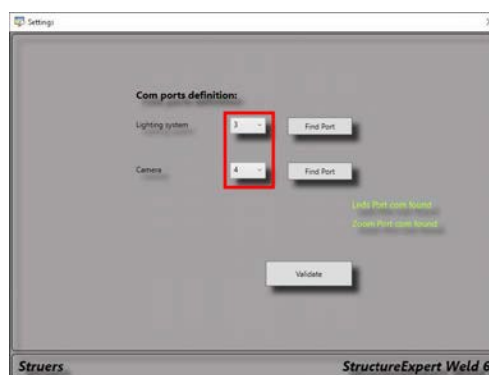 Settings
Com ports definition:
Lighting system 3 Find Port
Camera 4 Find Port
Leds Port com found
Zoom Port com found
Validate
Struers StructureExpert Weld 6